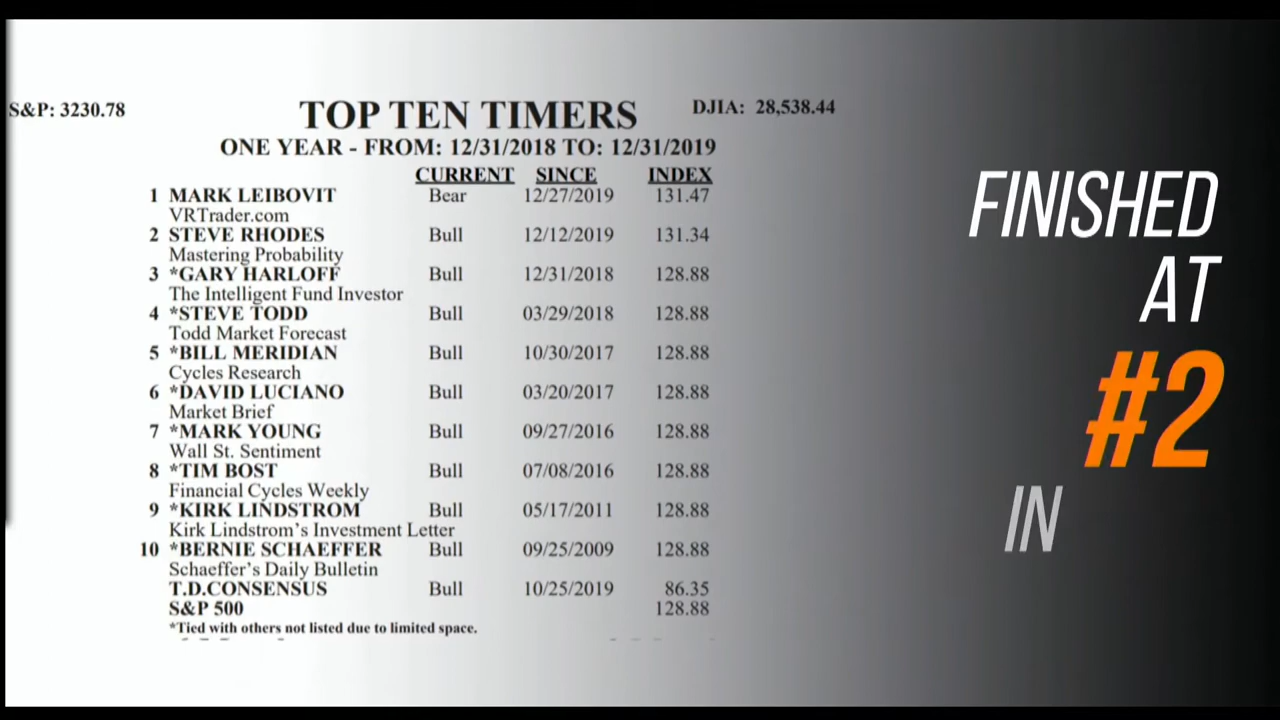 S&P: 3230.78
TOP TEN TIMERS
DJIA: 28,538.44
ONE YEAR - FROM: 12/31/2018 TO: 12/31/2019
CURRENT SINCE INDEX
1 MARK LEIBOVIT Bear 12/27/2019 131.47
VRTrader.com
2 STEVE RHODES Bull 12/12/2019 131.34
Mastering Probability
3 *GARY HARLOFF Bull 12/31/2018 128.88
The Intelligent Fund Investor
4 *STEVE TODD Bull 03/29/2018 128.88
Todd Market Forecast
5 *BILL MERIDIAN Bull 10/30/2017 128.88
Cycles Research
6 *DAVID LUCIANO Bull 03/20/2017 128.88
Market Brief
7 *MARK YOUNG Bull 09/27/2016 128.88
Wall St. Sentiment
8 *TIM BOST Bull 07/08/2016 128.88
Financial Cycles Weekly
9 *KIRK LINDSTROM Bull 05/17/2011 128.88
Kirk Lindstrom's Investment Letter
10 *BERNIE SCHAEFFER Bull 09/25/2009 128.88
Schaeffer's Daily Bulletin
T.D.CONSENSUS Bull 10/25/2019 86.35
S&P 500 128.88
*Tied with others not listed due to limited space.
FINISHED
AT
#2
IN